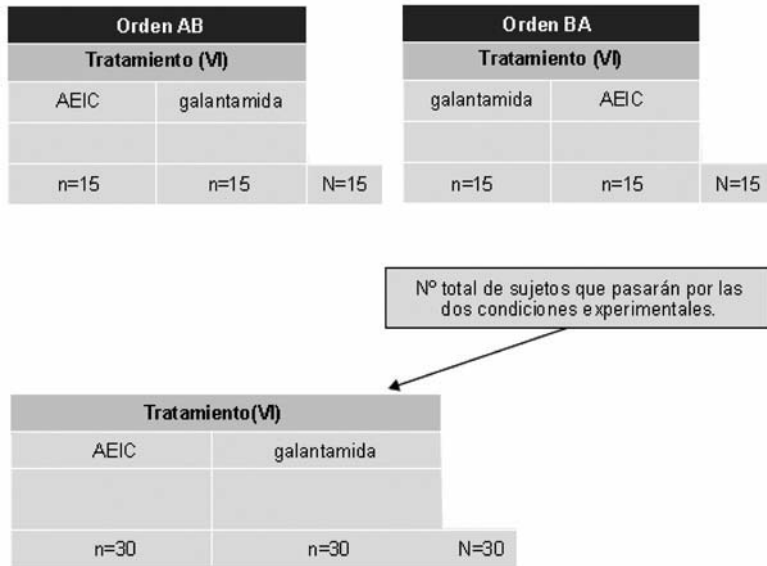 Orden AB
Tratamiento (VI)
AEIC galantamida
n=15 n=15 N=15
Orden BA
Tratamiento (VI)
galantamida AEIC
n=15 n=15 N=15
Nº total de sujetos que pasarán por las
dos condiciones experimentales.
Tratamiento(VI)
AEIC galantamida
n=30 n=30 N=30